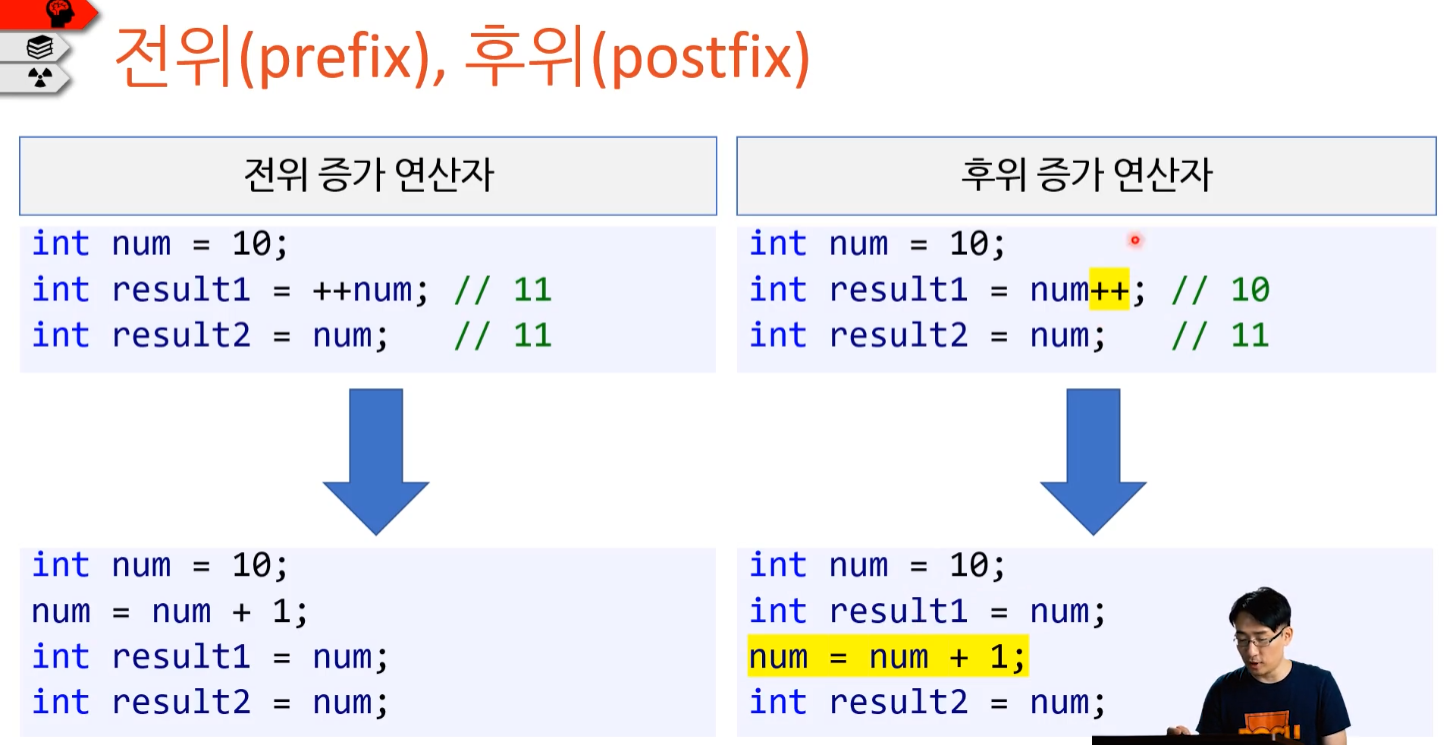 전위(prefix), 후위(postfix)
전위 증가 연산자
int num = 10;
int result1 = ++num; // 11
int result2 = num; // 11
int num = 10;
num = num + 1;
int result1 = num;
int result2 = num;
후위 증가 연산자
int num = 10;
int result1 = num++; // 10
int result2 = num; // 11
int num = 10;
int result1 = num;
num = num + 1;
int result2 = num;